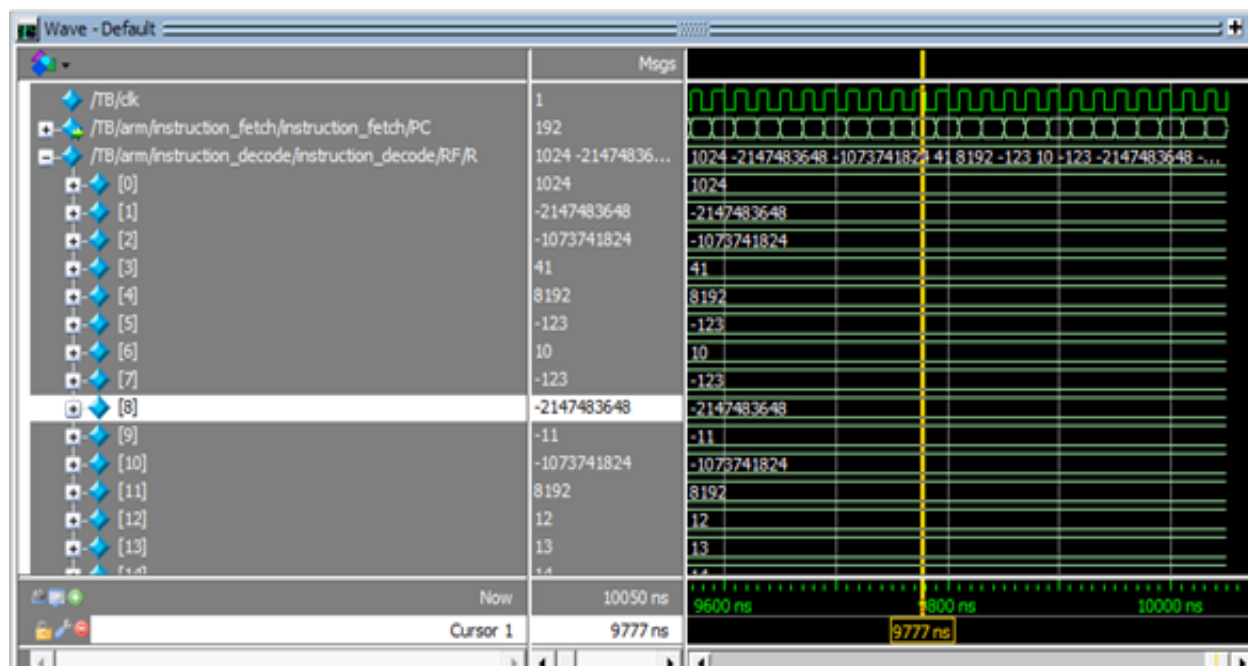 Wave - Default
Msgs
/TB/clk 1
/TB/arm/instruction_fetch/instruction_fetch/PC 192
/TB/arm/instruction_decode/instruction_decode/RF/R 1024 -21474836... 1024 -2147483648 -1073741824 41 8192 -123 10 -123 -2147483648 -...
[0] 1024 1024
[1] -2147483648 -2147483648
[2] -1073741824 -1073741824
[3] 41 41
[4] 8192 8192
[5] -123 -123
[6] 10 10
[7] -123 -123
[8] -2147483648 -2147483648
[9] -11 -11
[10] -1073741824 -1073741824
[11] 8192 8192
[12] 12 12
[13] 13 13
[14] 14 14
Now 10050 ns 9600 ns 9800 ns 10000 ns
Cursor 1 9777 ns 9777 ns